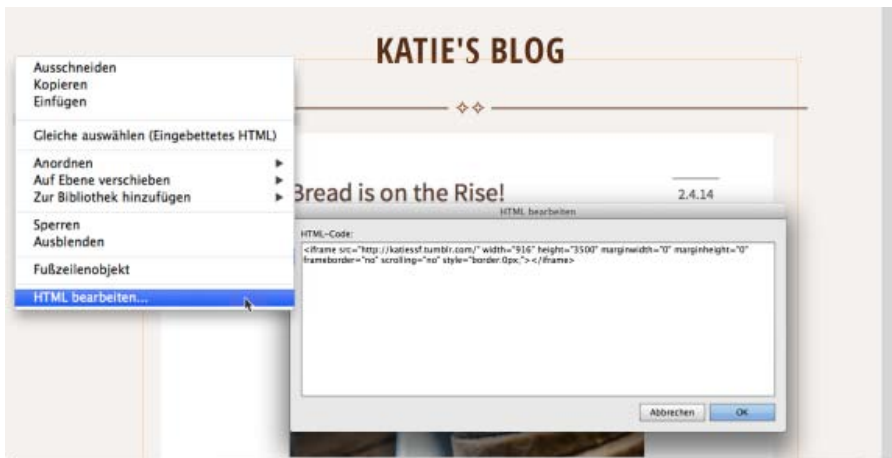 KATIE'S BLOG
Ausschneiden
Kopieren
Einfügen
Gleiche auswählen (Eingebettetes HTML)
Anordnen
Auf Ebene verschieben
Zur Bibliothek hinzufügen
Sperren
Ausblenden
Fußzeilenobjekt
HTML bearbeiten...
Bread is on the Rise!
2.4.14
HTML bearbeiten
HTML-Code:
<iframe src="http://katiessf.tumblr.com/" width="916" height="3500" marginwidth="0" marginheight="0"
frameborder="no" scrolling="no" style="border:0px;"></iframe>
Abbrechen
OK